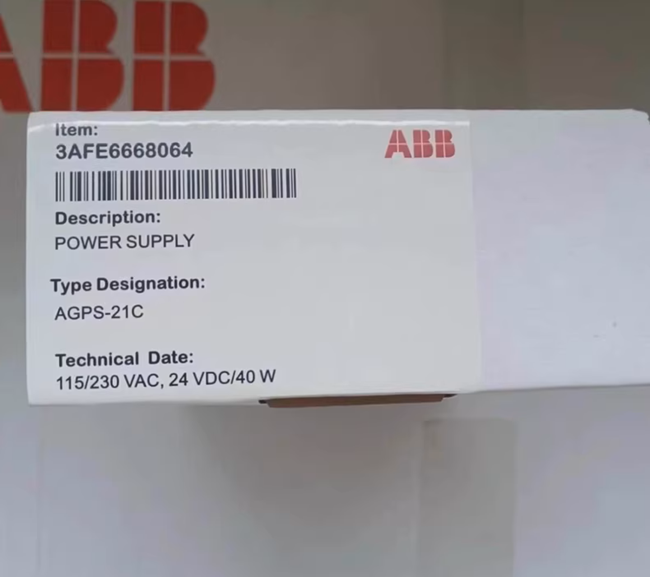 ABB
Item:
3AFE6668064
ABB
Description:
POWER SUPPLY
Type Designation:
AGPS-21C
Technical Date:
115/230 VAC, 24 VDC/40 W